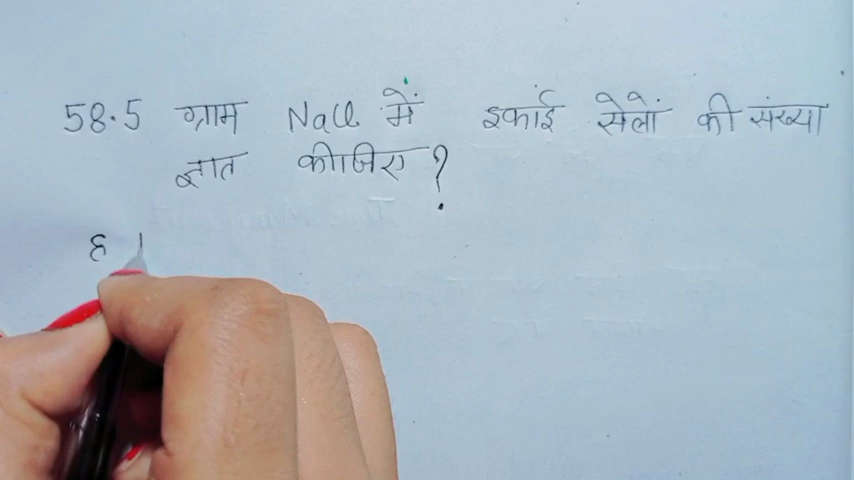 58.5 ग्राम NaCl में इकाई सेलों की संख्या
ज्ञात कीजिए ?
ह